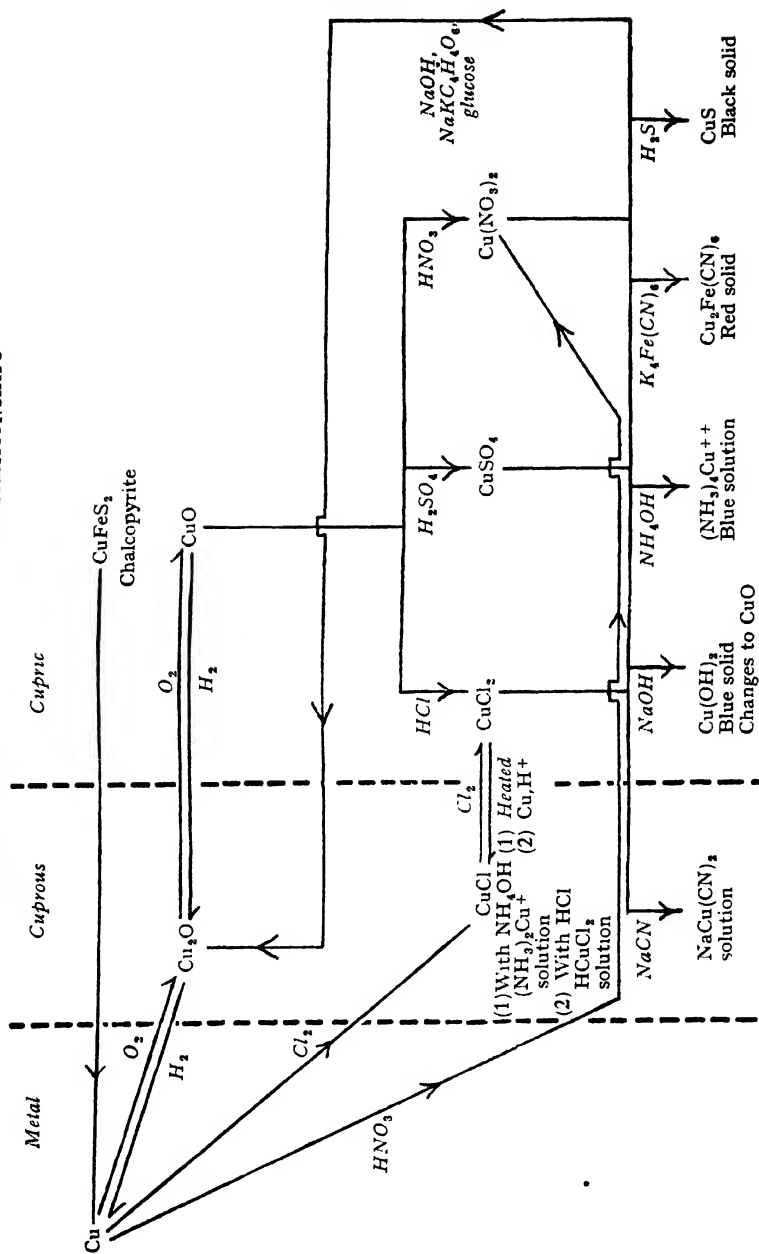 Metal
Cuprous
Cupric
CuFeS₂
Chalcopyrite
Cu
O₂
H₂
Cu₂O
O₂
H₂
CuO
NaOH,
NaKC₄H₄O₆,
glucose
Cl₂
HNO₃
HCl
H₂SO₄
HNO₃
CuCl
Cl₂
(1) Heated
(2) Cu,H+
CuCl₂
CuSO₄
Cu(NO₃)₂
(1) With NH₄OH
(NH₃)₂Cu+
solution
(2) With HCl
HCuCl₂
solution
NaCN
NaOH
NH₄OH
K₄Fe(CN)₆
H₂S
NaCu(CN)₂
solution
Cu(OH)₂
Blue solid
Changes to CuO
(NH₃)₄Cu++
Blue solution
Cu₂Fe(CN)₆
Red solid
CuS
Black solid